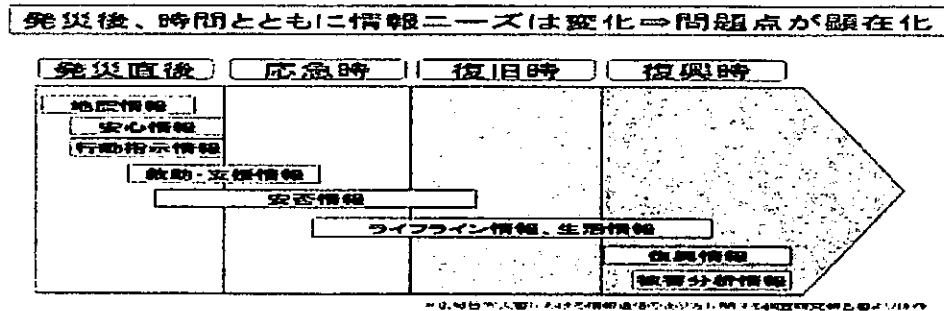 発災後、時間とともに情報ニーズは変化⇒問題点が顕在化
発災直後 応急時 復旧時 復興時
地震情報
安心情報
行動指示情報
救助・支援情報
安否情報
ライフライン情報、生活情報
復興情報
被害分析情報